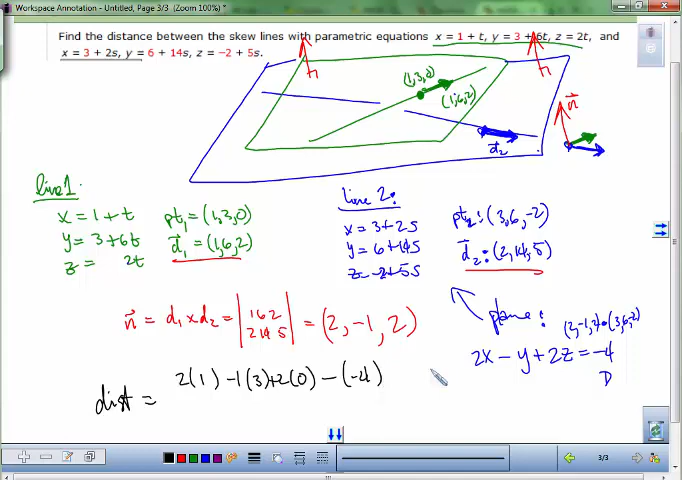 Workspace Annotation - Untitled, Page 3/3 (Zoom 100%) *
Find the distance between the skew lines with parametric equations x = 1 + t, y = 3 + 6t, z = 2t, and
x = 3 + 2s, y = 6 + 14s, z = -2 + 5s.
n
n
(1,3,0)
(1,6,2)
n
d2
line 1:
x = 1 + t
y = 3 + 6t
z = 2t
pt1 = (1,3,0)
d1 = (1,6,2)
Line 2:
x = 3 + 2s
y = 6 + 14s
z = -2 + 5s
pt2: (3,6,-2)
d2: (2,14,5)
n = d1 x d2 = | 1 6 2
2 14 5 | = (2, -1, 2)
plane:
(2,-1,2)•(3,6,-2)
2x - y + 2z = -4
D
dist = 2(1) - 1(3) + 2(0) - (-4)
3/3